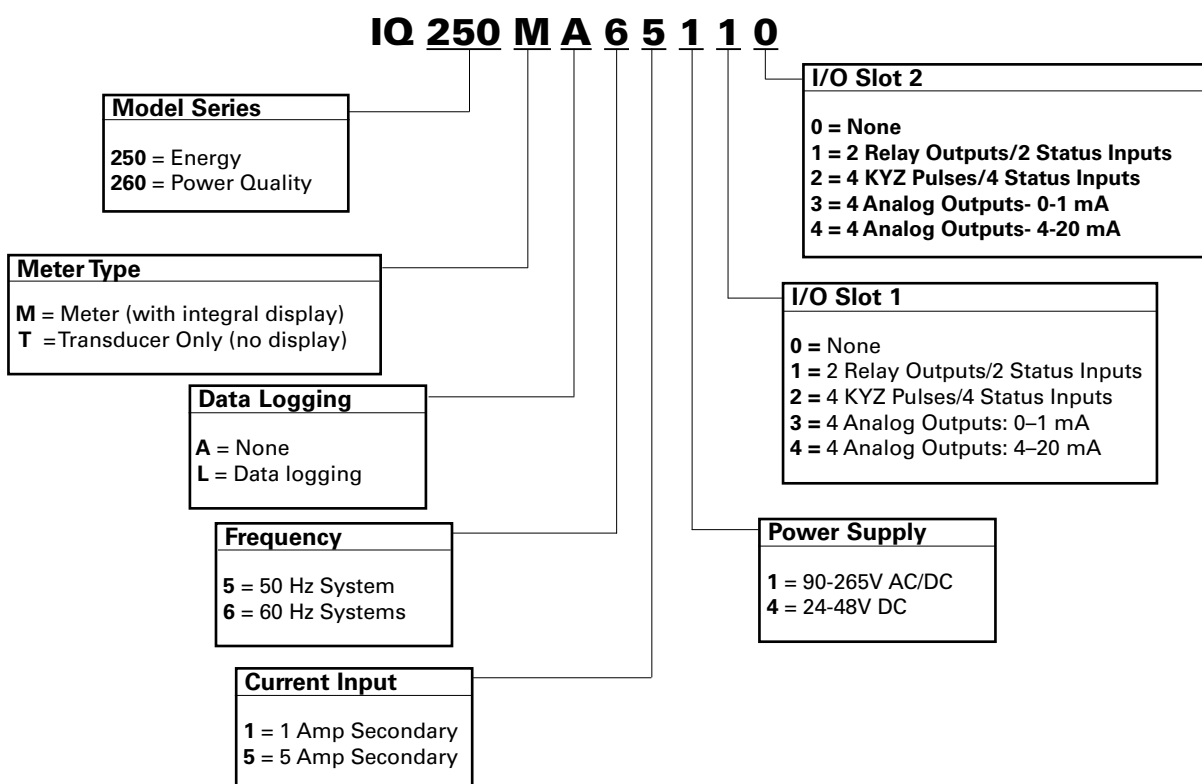 IQ 250 M A 6 5 1 1 0
Model Series
250 = Energy
260 = Power Quality
Meter Type
M = Meter (with integral display)
T = Transducer Only (no display)
Data Logging
A = None
L = Data logging
Frequency
5 = 50 Hz System
6 = 60 Hz Systems
Current Input
1 = 1 Amp Secondary
5 = 5 Amp Secondary
I/O Slot 2
0 = None
1 = 2 Relay Outputs/2 Status Inputs
2 = 4 KYZ Pulses/4 Status Inputs
3 = 4 Analog Outputs- 0-1 mA
4 = 4 Analog Outputs- 4-20 mA
I/O Slot 1
0 = None
1 = 2 Relay Outputs/2 Status Inputs
2 = 4 KYZ Pulses/4 Status Inputs
3 = 4 Analog Outputs: 0–1 mA
4 = 4 Analog Outputs: 4–20 mA
Power Supply
1 = 90-265V AC/DC
4 = 24-48V DC